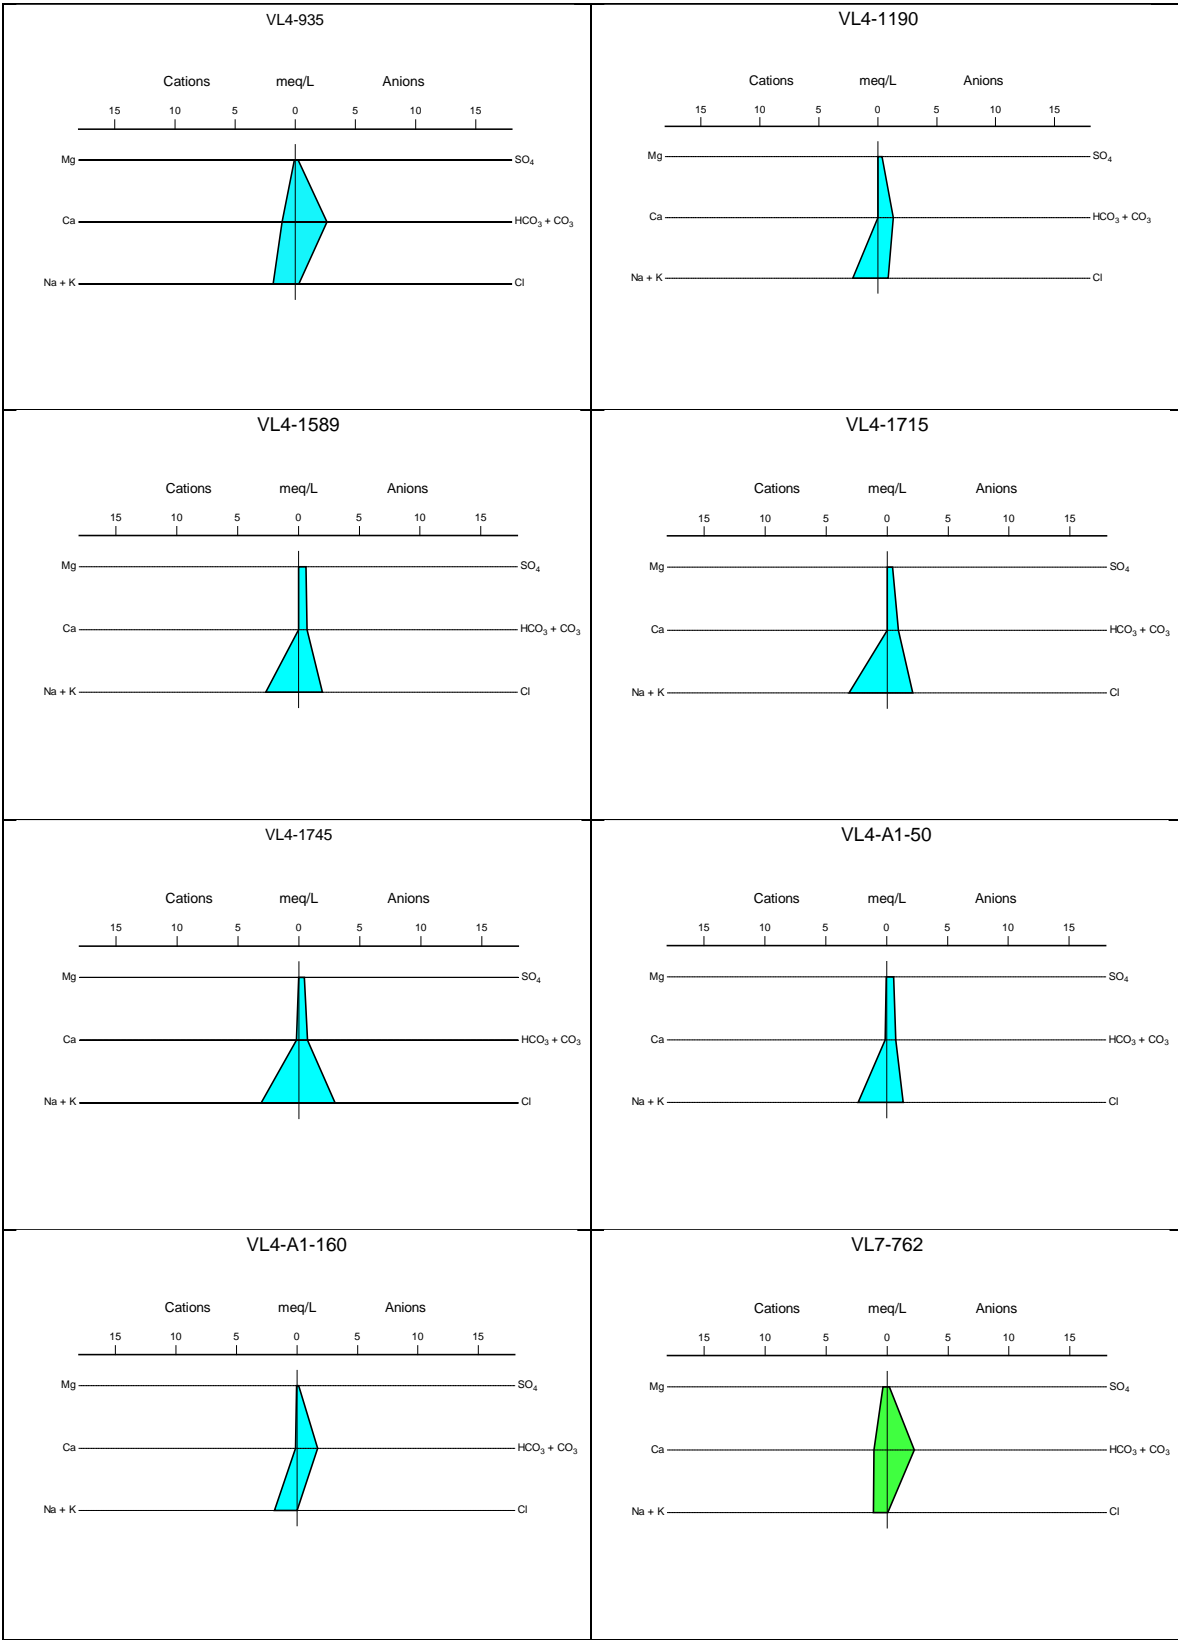 VL4-935
Cations meq/L Anions
15 10 5 0 5 10 15
Mg SO₄
Ca HCO₃ + CO₃
Na + K Cl
VL4-1190
Cations meq/L Anions
15 10 5 0 5 10 15
Mg SO₄
Ca HCO₃ + CO₃
Na + K Cl
VL4-1589
Cations meq/L Anions
15 10 5 0 5 10 15
Mg SO₄
Ca HCO₃ + CO₃
Na + K Cl
VL4-1715
Cations meq/L Anions
15 10 5 0 5 10 15
Mg SO₄
Ca HCO₃ + CO₃
Na + K Cl
VL4-1745
Cations meq/L Anions
15 10 5 0 5 10 15
Mg SO₄
Ca HCO₃ + CO₃
Na + K Cl
VL4-A1-50
Cations meq/L Anions
15 10 5 0 5 10 15
Mg SO₄
Ca HCO₃ + CO₃
Na + K Cl
VL4-A1-160
Cations meq/L Anions
15 10 5 0 5 10 15
Mg SO₄
Ca HCO₃ + CO₃
Na + K Cl
VL7-762
Cations meq/L Anions
15 10 5 0 5 10 15
Mg SO₄
Ca HCO₃ + CO₃
Na + K Cl